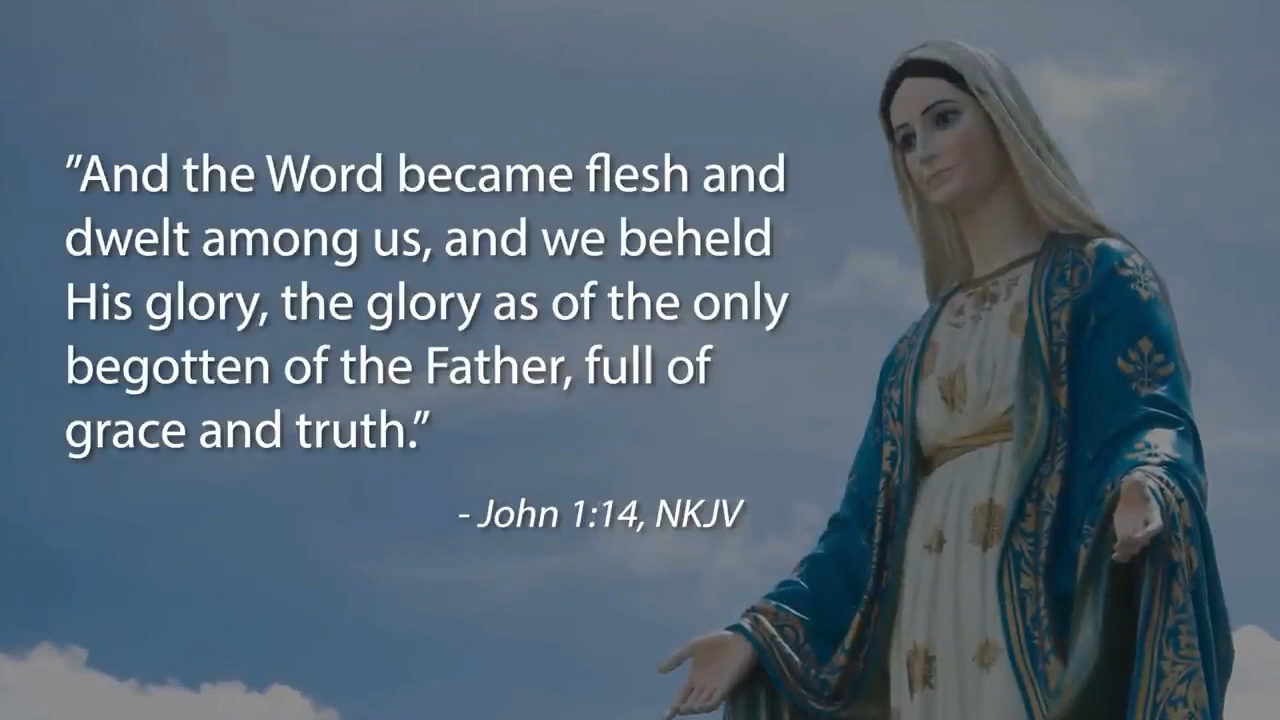 ”And the Word became flesh and
dwelt among us, and we beheld
His glory, the glory as of the only
begotten of the Father, full of
grace and truth.”
- John 1:14, NKJV